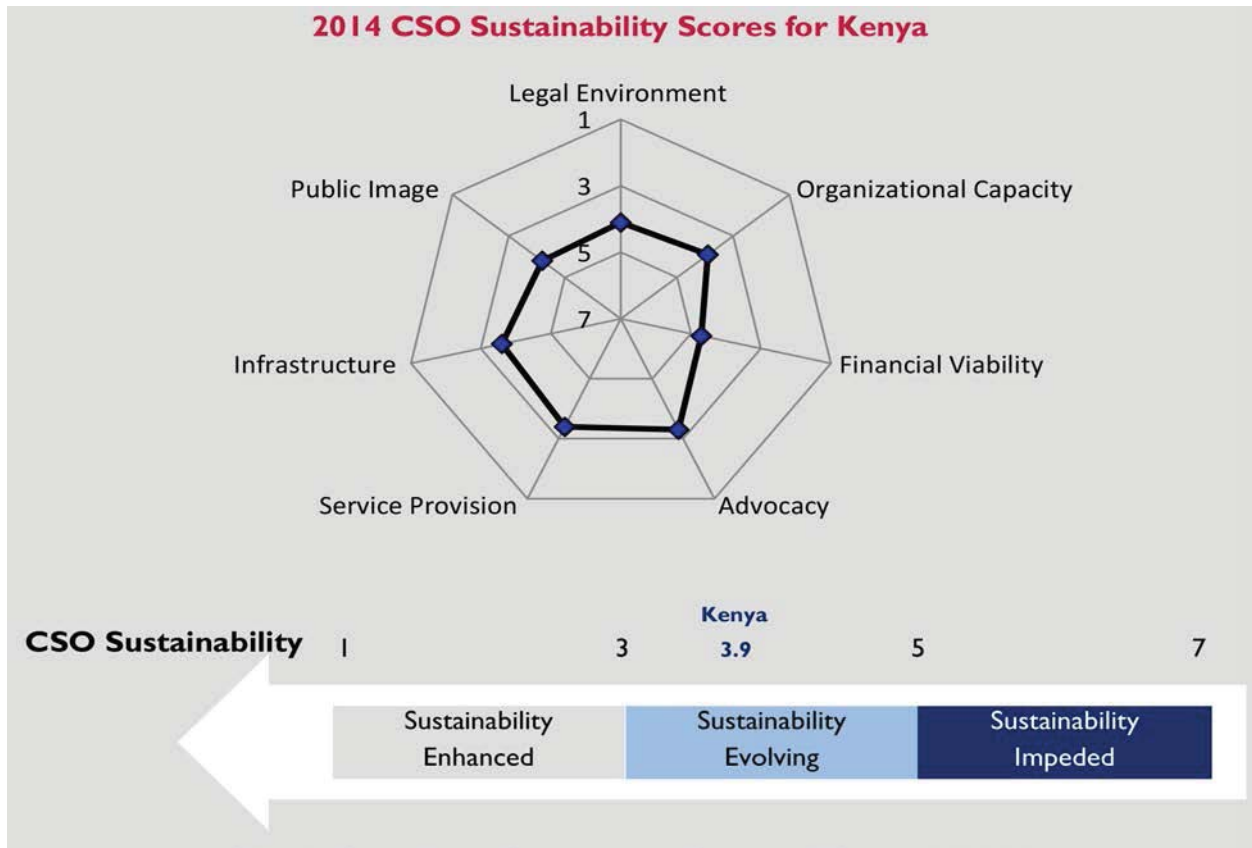 2014 CSO Sustainability Scores for Kenya
Legal Environment
1
Public Image
3
Organizational Capacity
5
7
Infrastructure
Financial Viability
Service Provision
Advocacy
Kenya
CSO Sustainability 1 3 3.9 5 7
Sustainability Sustainability Sustainability
Enhanced Evolving Impeded